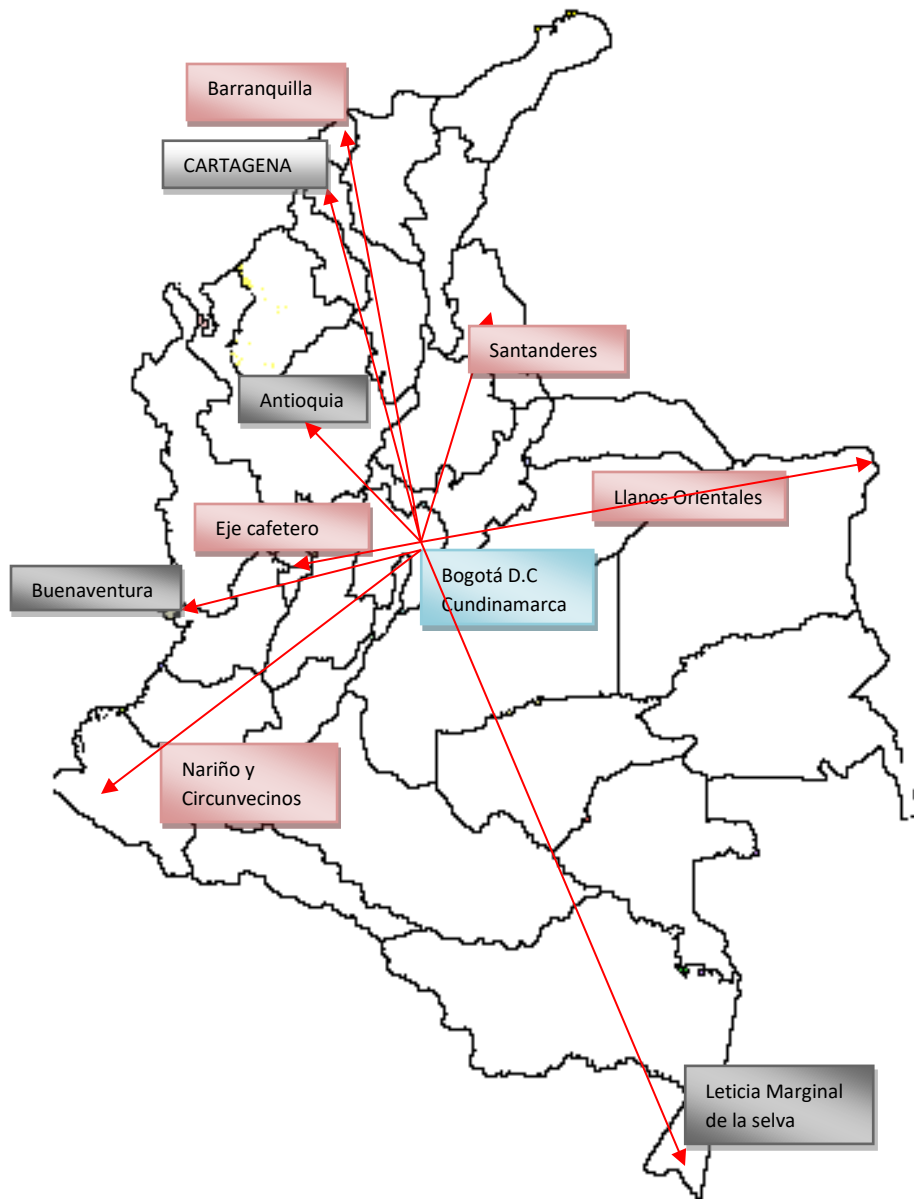 Barranquilla
CARTAGENA
Santanderes
Antioquia
Llanos Orientales
Eje cafetero
Buenaventura
Bogotá D.C
Cundinamarca
Nariño y
Circunvecinos
Leticia Marginal
de la selva